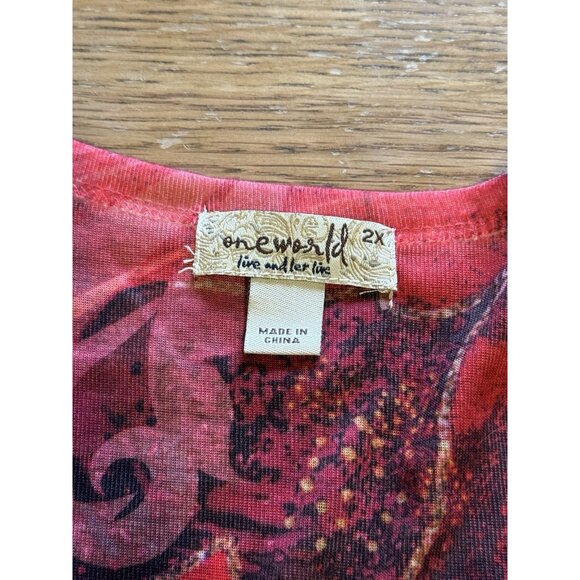 oneworld 2X
live and let live
MADE IN
CHINA